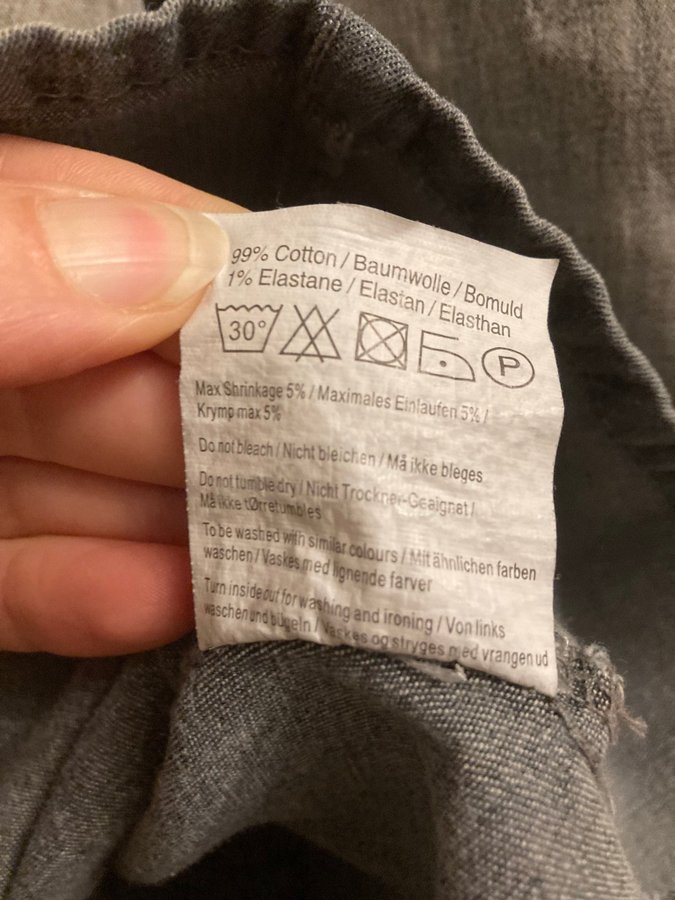 99% Cotton / Baumwolle / Bomuld
1% Elastane / Elastan / Elasthan
30° P
Max Shrinkage 5% / Maximales Einlaufen 5% /
Krymp max 5%
Do not bleach / Nicht bleichen / Må ikke bleges
Do not tumble dry / Nicht Trockner-Geaignet /
Må ikke tØrretumbles
To be washed with similar colours / Mit ähnlichen farben
waschen / Vaskes med lignende farver
Turn inside out for washing and ironing / Von links
waschen und bügeln / Vaskes og stryges med vrangen ud